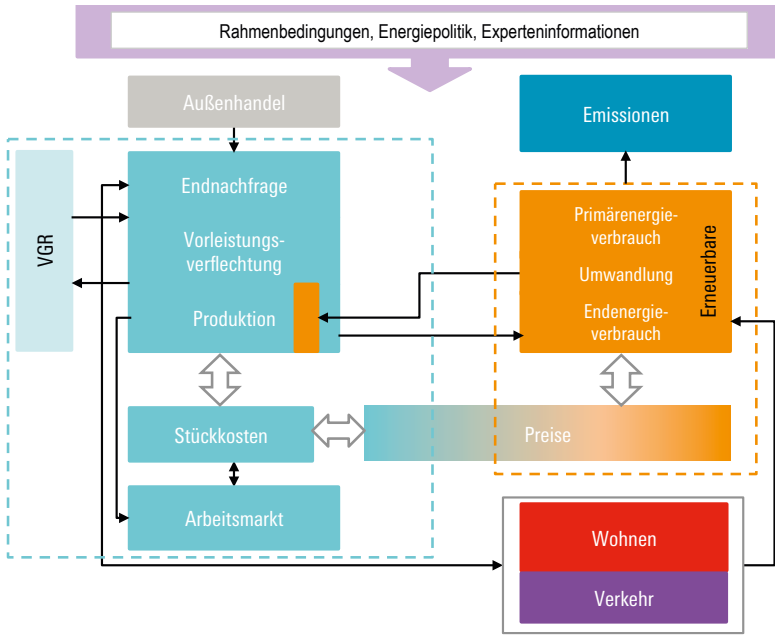 Rahmenbedingungen, Energiepolitik, Experteninformationen
Außenhandel
Emissionen
VGR
Endnachfrage
Vorleistungs-
verflechtung
Produktion
Primärenergie-
verbrauch
Umwandlung
Endenergie-
verbrauch
Erneuerbare
Stückkosten
Preise
Arbeitsmarkt
Wohnen
Verkehr